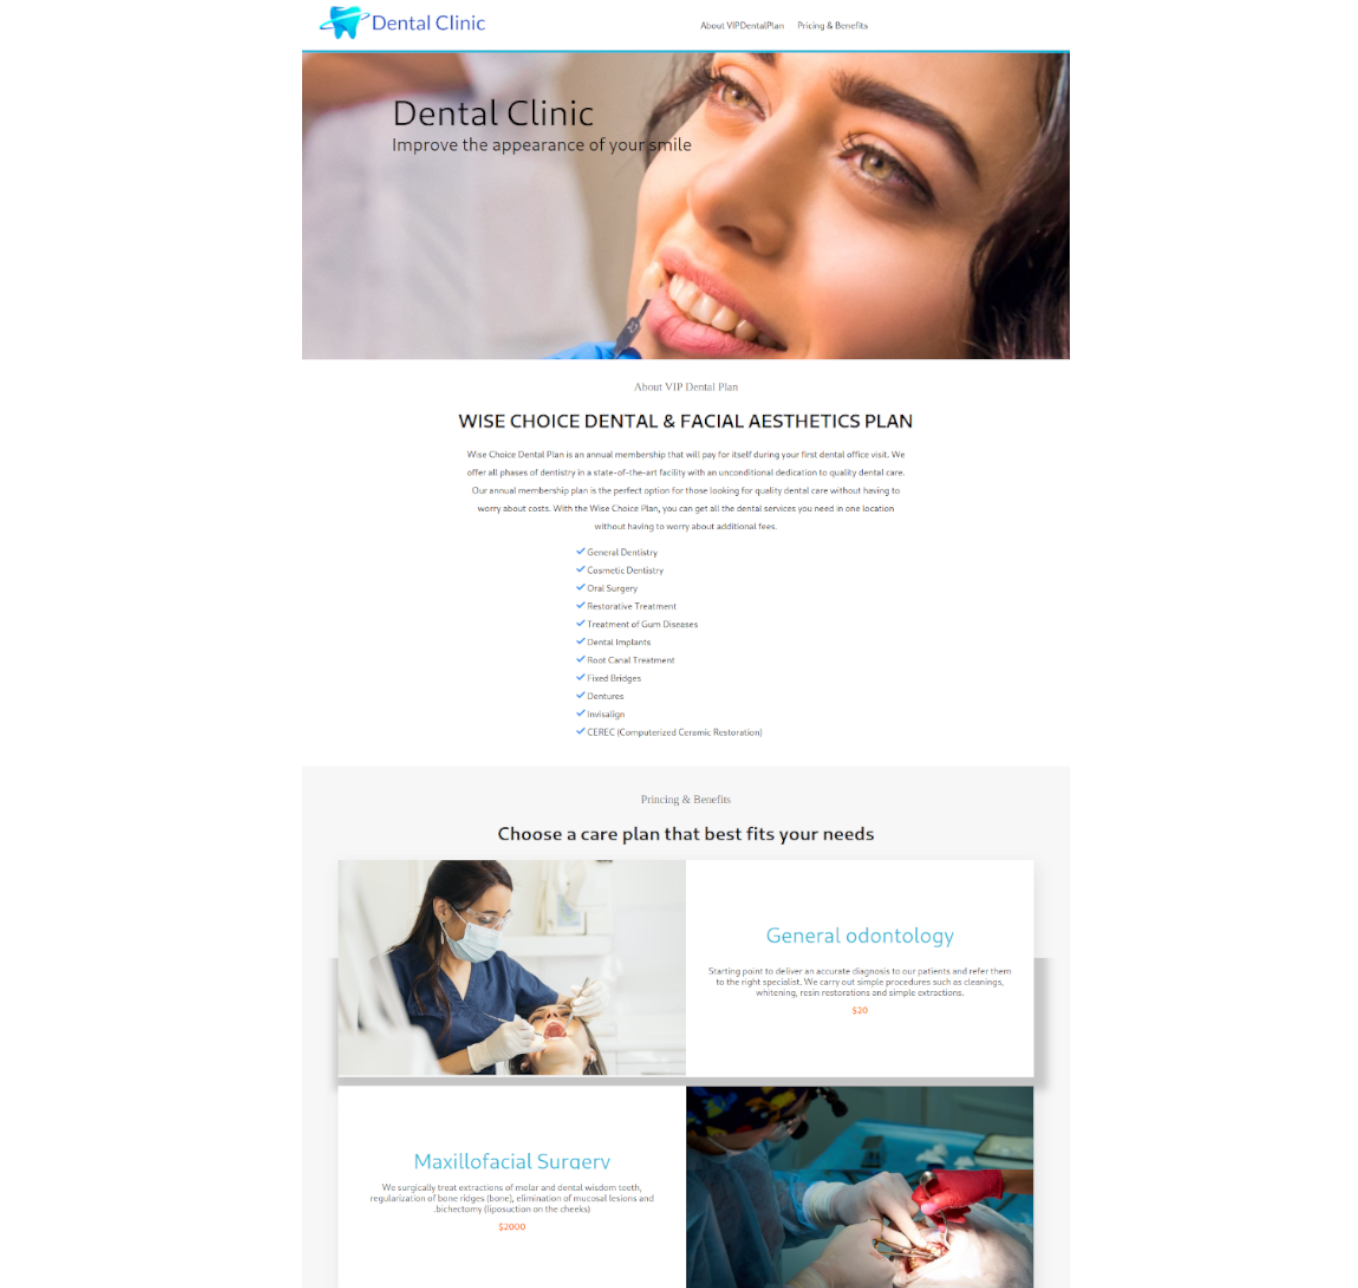 Dental Clinic
About VIPDentalPlan
Pricing & Benefits
Dental Clinic
Improve the appearance of your smile
About VIP Dental Plan
WISE CHOICE DENTAL & FACIAL AESTHETICS PLAN
Wise Choice Dental Plan is an annual membership that will pay for itself during your first dental office visit. We
offer all phases of dentistry in a state-of-the-art facility with an unconditional dedication to quality dental care.
Our annual membership plan is the perfect option for those looking for quality dental care without having to
worry about costs. With the Wise Choice Plan, you can get all the dental services you need in one location
without having to worry about additional fees.
General Dentistry
Cosmetic Dentistry
Oral Surgery
Restorative Treatment
Treatment of Gum Diseases
Dental Implants
Root Canal Treatment
Fixed Bridges
Dentures
Invisalign
CEREC (Computerized Ceramic Restoration)
Princing & Benefits
Choose a care plan that best fits your needs
General odontology
Starting point to deliver an accurate diagnosis to our patients and refer them
to the right specialist. We carry out simple procedures such as cleanings,
whitening, resin restorations and simple extractions.
$20
Maxillofacial Surgery
We surgically treat extractions of molar and dental wisdom teeth,
regularization of bone ridges (bone), elimination of mucosal lesions and
.bichectomy (liposuction on the cheeks)
$2000